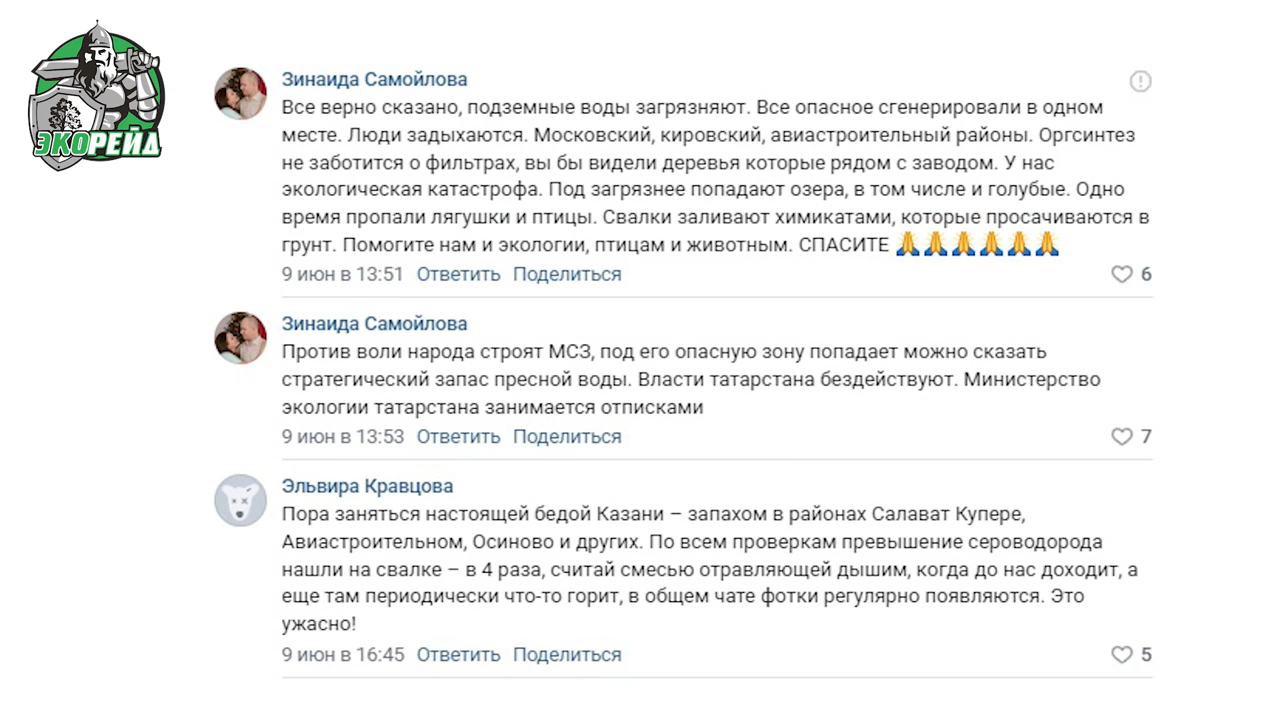 ЭКОРЕЙД
Зинаида Самойлова
Все верно сказано, подземные воды загрязняют. Все опасное сгенерировали в одном
месте. Люди задыхаются. Московский, кировский, авиастроительный районы. Оргсинтез
не заботится о фильтрах, вы бы видели деревья которые рядом с заводом. У нас
экологическая катастрофа. Под загрязнее попадают озера, в том числе и голубые. Одно
время пропали лягушки и птицы. Свалки заливают химикатами, которые просачиваются в
грунт. Помогите нам и экологии, птицам и животным. СПАСИТЕ 🙏🙏🙏🙏🙏🙏
9 июн в 13:51 Ответить Поделиться 6
Зинаида Самойлова
Против воли народа строят МСЗ, под его опасную зону попадает можно сказать
стратегический запас пресной воды. Власти татарстана бездействуют. Министерство
экологии татарстана занимается отписками
9 июн в 13:53 Ответить Поделиться 7
Эльвира Кравцова
Пора заняться настоящей бедой Казани – запахом в районах Салават Купере,
Авиастроительном, Осиново и других. По всем проверкам превышение сероводорода
нашли на свалке – в 4 раза, считай смесью отравляющей дышим, когда до нас доходит, а
еще там периодически что-то горит, в общем чате фотки регулярно появляются. Это
ужасно!
9 июн в 16:45 Ответить Поделиться 5